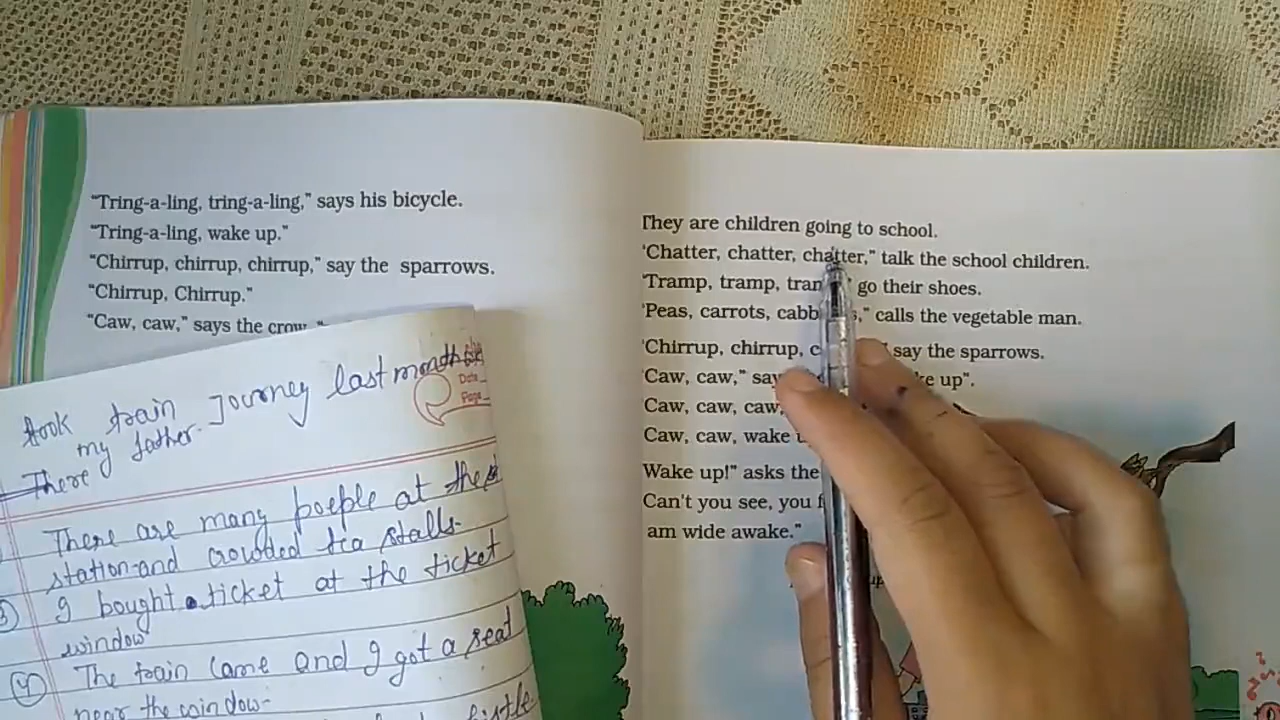 "Tring-a-ling, tring-a-ling," says his bicycle.
"Tring-a-ling, wake up."
"Chirrup, chirrup, chirrup," say the sparrows.
"Chirrup, Chirrup."
"Caw, caw," says the crow.
took train Journey last month
my father.
There
Date
Page
There are many poeple at the
station and crowded tea stalls.
3 I bought ticket at the ticket
window
4 The train came and I got a seat
near the window.
They are children going to school.
'Chatter, chatter, chatter," talk the school children.
'Tramp, tramp, go their shoes.
'Peas, carrots, calls the vegetable man.
'Chirrup, chirrup, say the sparrows.
'Caw, caw," up".
Caw, caw, caw,
Caw, caw, wake
Wake up!" asks the
Can't you see, you
am wide awake."